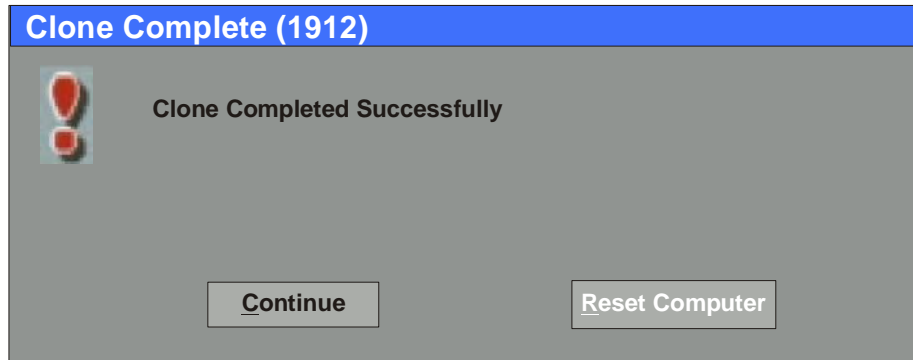 Clone Complete (1912)
Clone Completed Successfully
Continue
Reset Computer